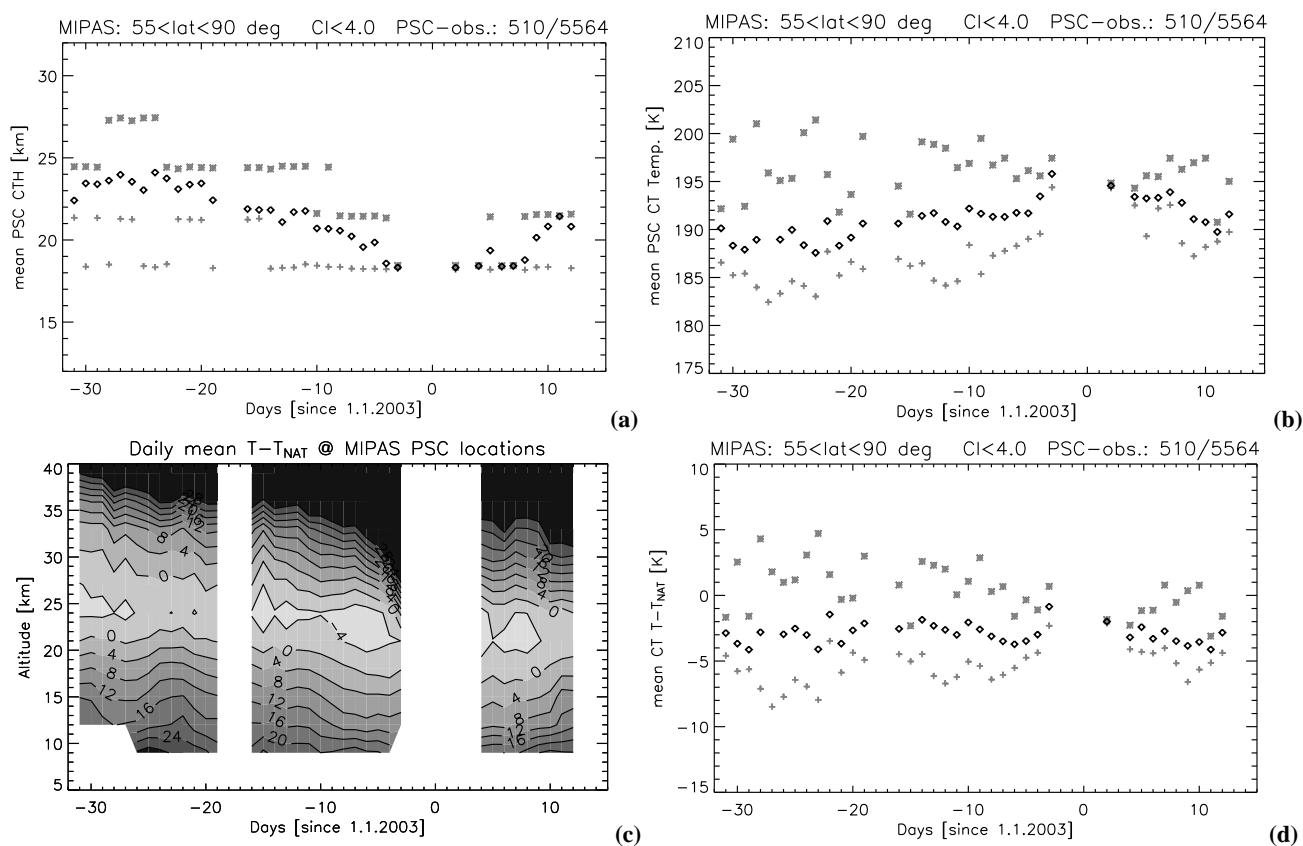 MIPAS: 55<lat<90 deg CI<4.0 PSC-obs.: 510/5564
30
25
20
15
mean PSC CTH [km]
-30 -20 -10 0 10
Days [since 1.1.2003]
(a)
MIPAS: 55<lat<90 deg CI<4.0 PSC-obs.: 510/5564
210
205
200
195
190
185
180
175
mean PSC CT Temp. [K]
-30 -20 -10 0 10
Days [since 1.1.2003]
(b)
Daily mean T-TNAT @ MIPAS PSC locations
40
35
30
25
20
15
10
5
Altitude [km]
20
12
8
4
0
0
4
8
12
16
24
-4
0
4
8
12
16
20
0
0
4
8
12
16
-30 -20 -10 0 10
Days [since 1.1.2003]
(c)
MIPAS: 55<lat<90 deg CI<4.0 PSC-obs.: 510/5564
10
5
0
-5
-10
-15
mean CT T-TNAT [K]
-30 -20 -10 0 10
Days [since 1.1.2003]
(d)